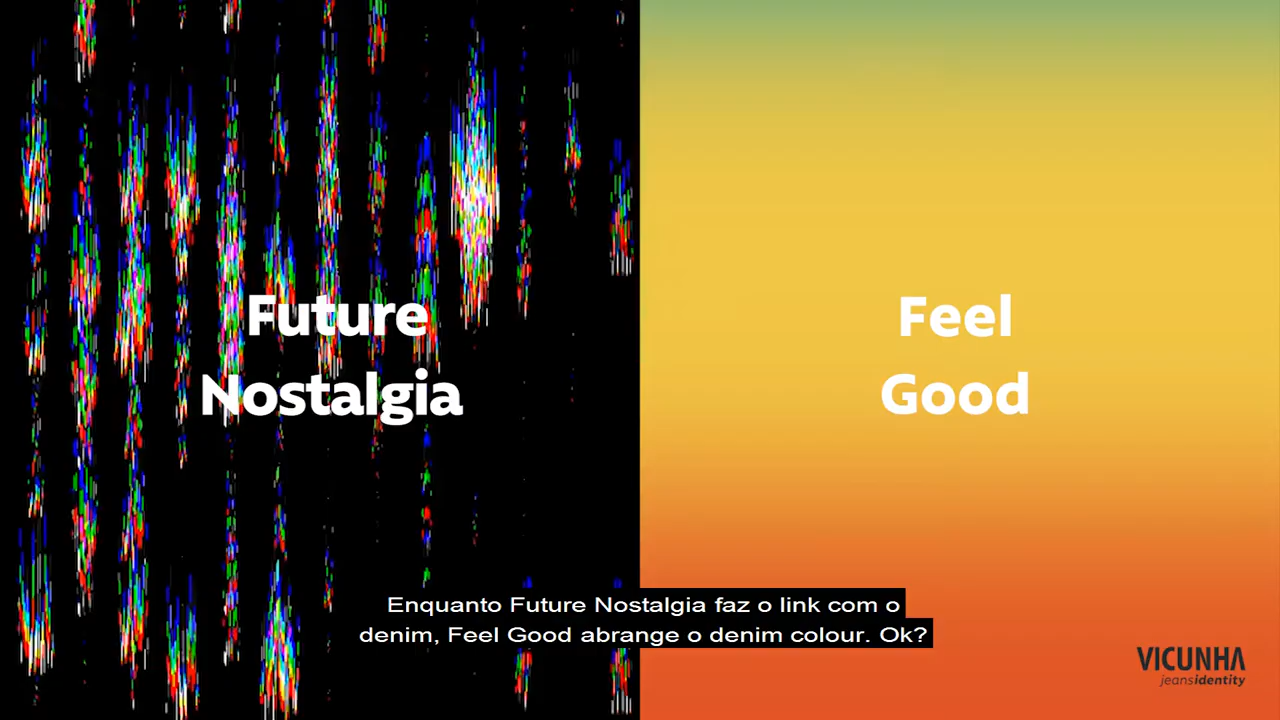 Future
Nostalgia
Feel
Good
Enquanto Future Nostalgia faz o link com o
denim, Feel Good abrange o denim colour. Ok?
VICUNHA
jeansidentity